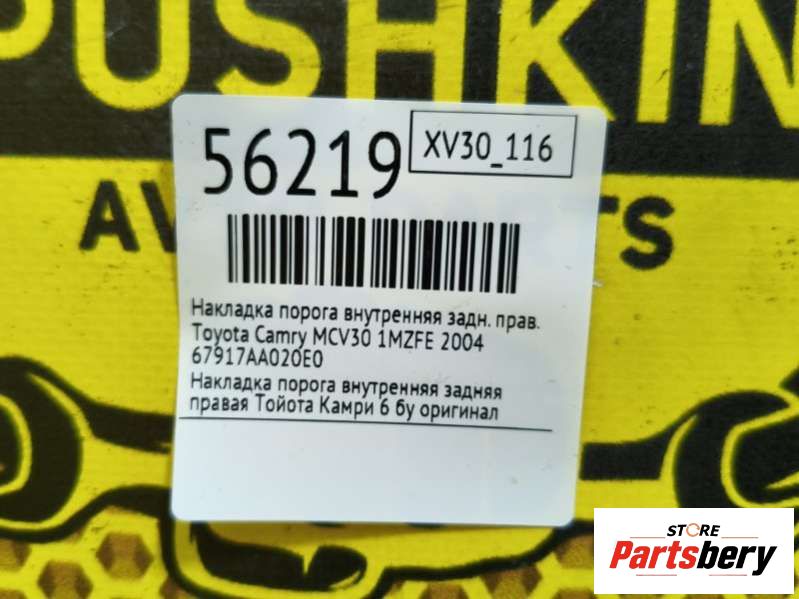 PUSHKIN
56219
XV30_116
AV
TS
Накладка порога внутренняя задн. прав.
Toyota Camry MCV30 1MZFE 2004
67917AA020E0
Накладка порога внутренняя задняя
правая Тойота Камри 6 бу оригинал
STORE
Partsbery